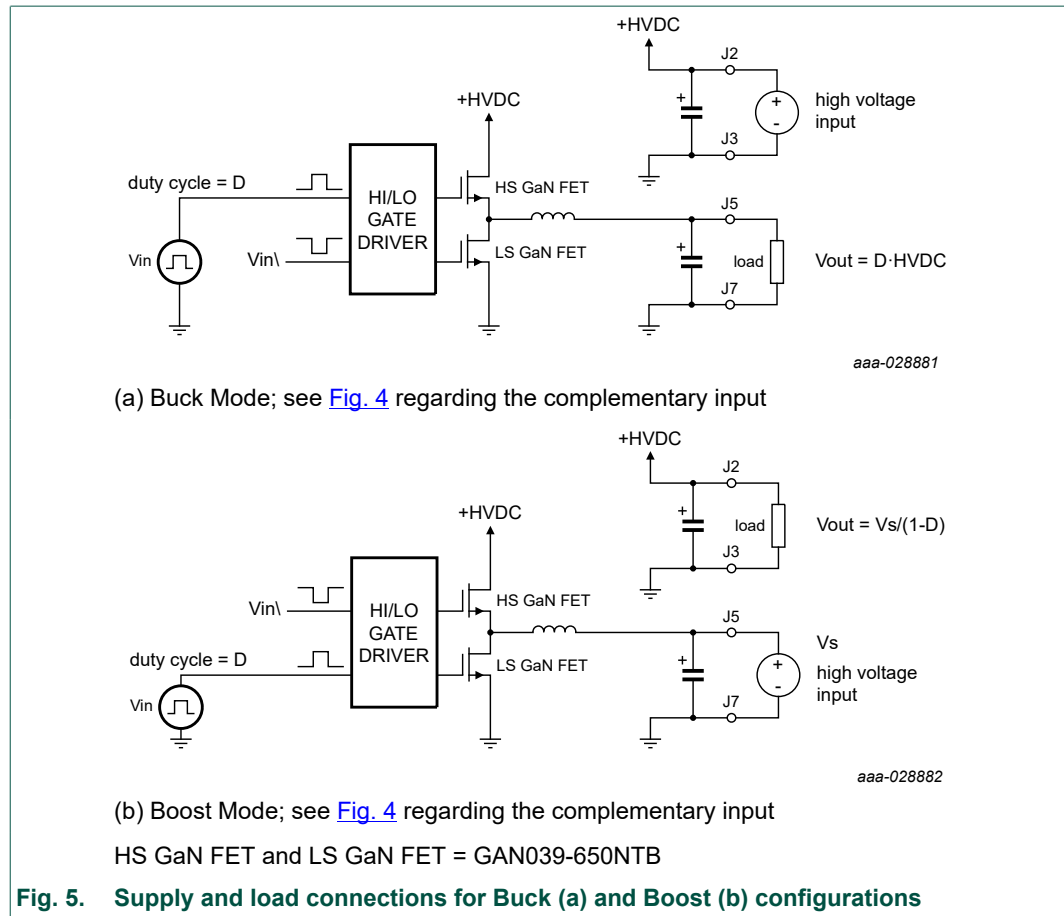 +HVDC
J2
+
+
-
high voltage
input
J3
+HVDC
duty cycle = D
HI/LO
GATE
DRIVER
HS GaN FET
J5
Vin
Vin\
LS GaN FET
+
load
Vout = D·HVDC
J7
aaa-028881
(a) Buck Mode; see Fig. 4 regarding the complementary input
+HVDC
J2
+
load
Vout = Vs/(1-D)
J3
+HVDC
Vin\
HI/LO
GATE
DRIVER
HS GaN FET
J5
duty cycle = D
LS GaN FET
+
+
-
Vs
high voltage
input
Vin
J7
aaa-028882
(b) Boost Mode; see Fig. 4 regarding the complementary input
HS GaN FET and LS GaN FET = GAN039-650NTB
Fig. 5. Supply and load connections for Buck (a) and Boost (b) configurations